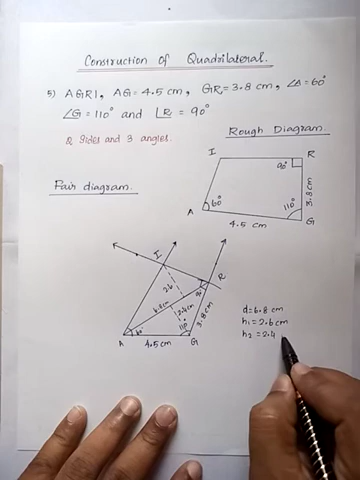 Construction Of Quadrilateral.
5) AGRI, AG = 4.5 cm, GR = 3.8 cm, ∠A = 60°
∠G = 110° and ∠R = 90°
2 Sides and 3 angles.
Rough Diagram.
I
R
90°
3.8 cm
60°
110°
A
4.5 cm
G
Fair diagram.
I
R
2.6
6.8 cm
2.4 cm
3.8 cm
60°
110°
A
4.5 cm
G
d = 6.8 cm
h1 = 2.6 cm
h2 = 2.4